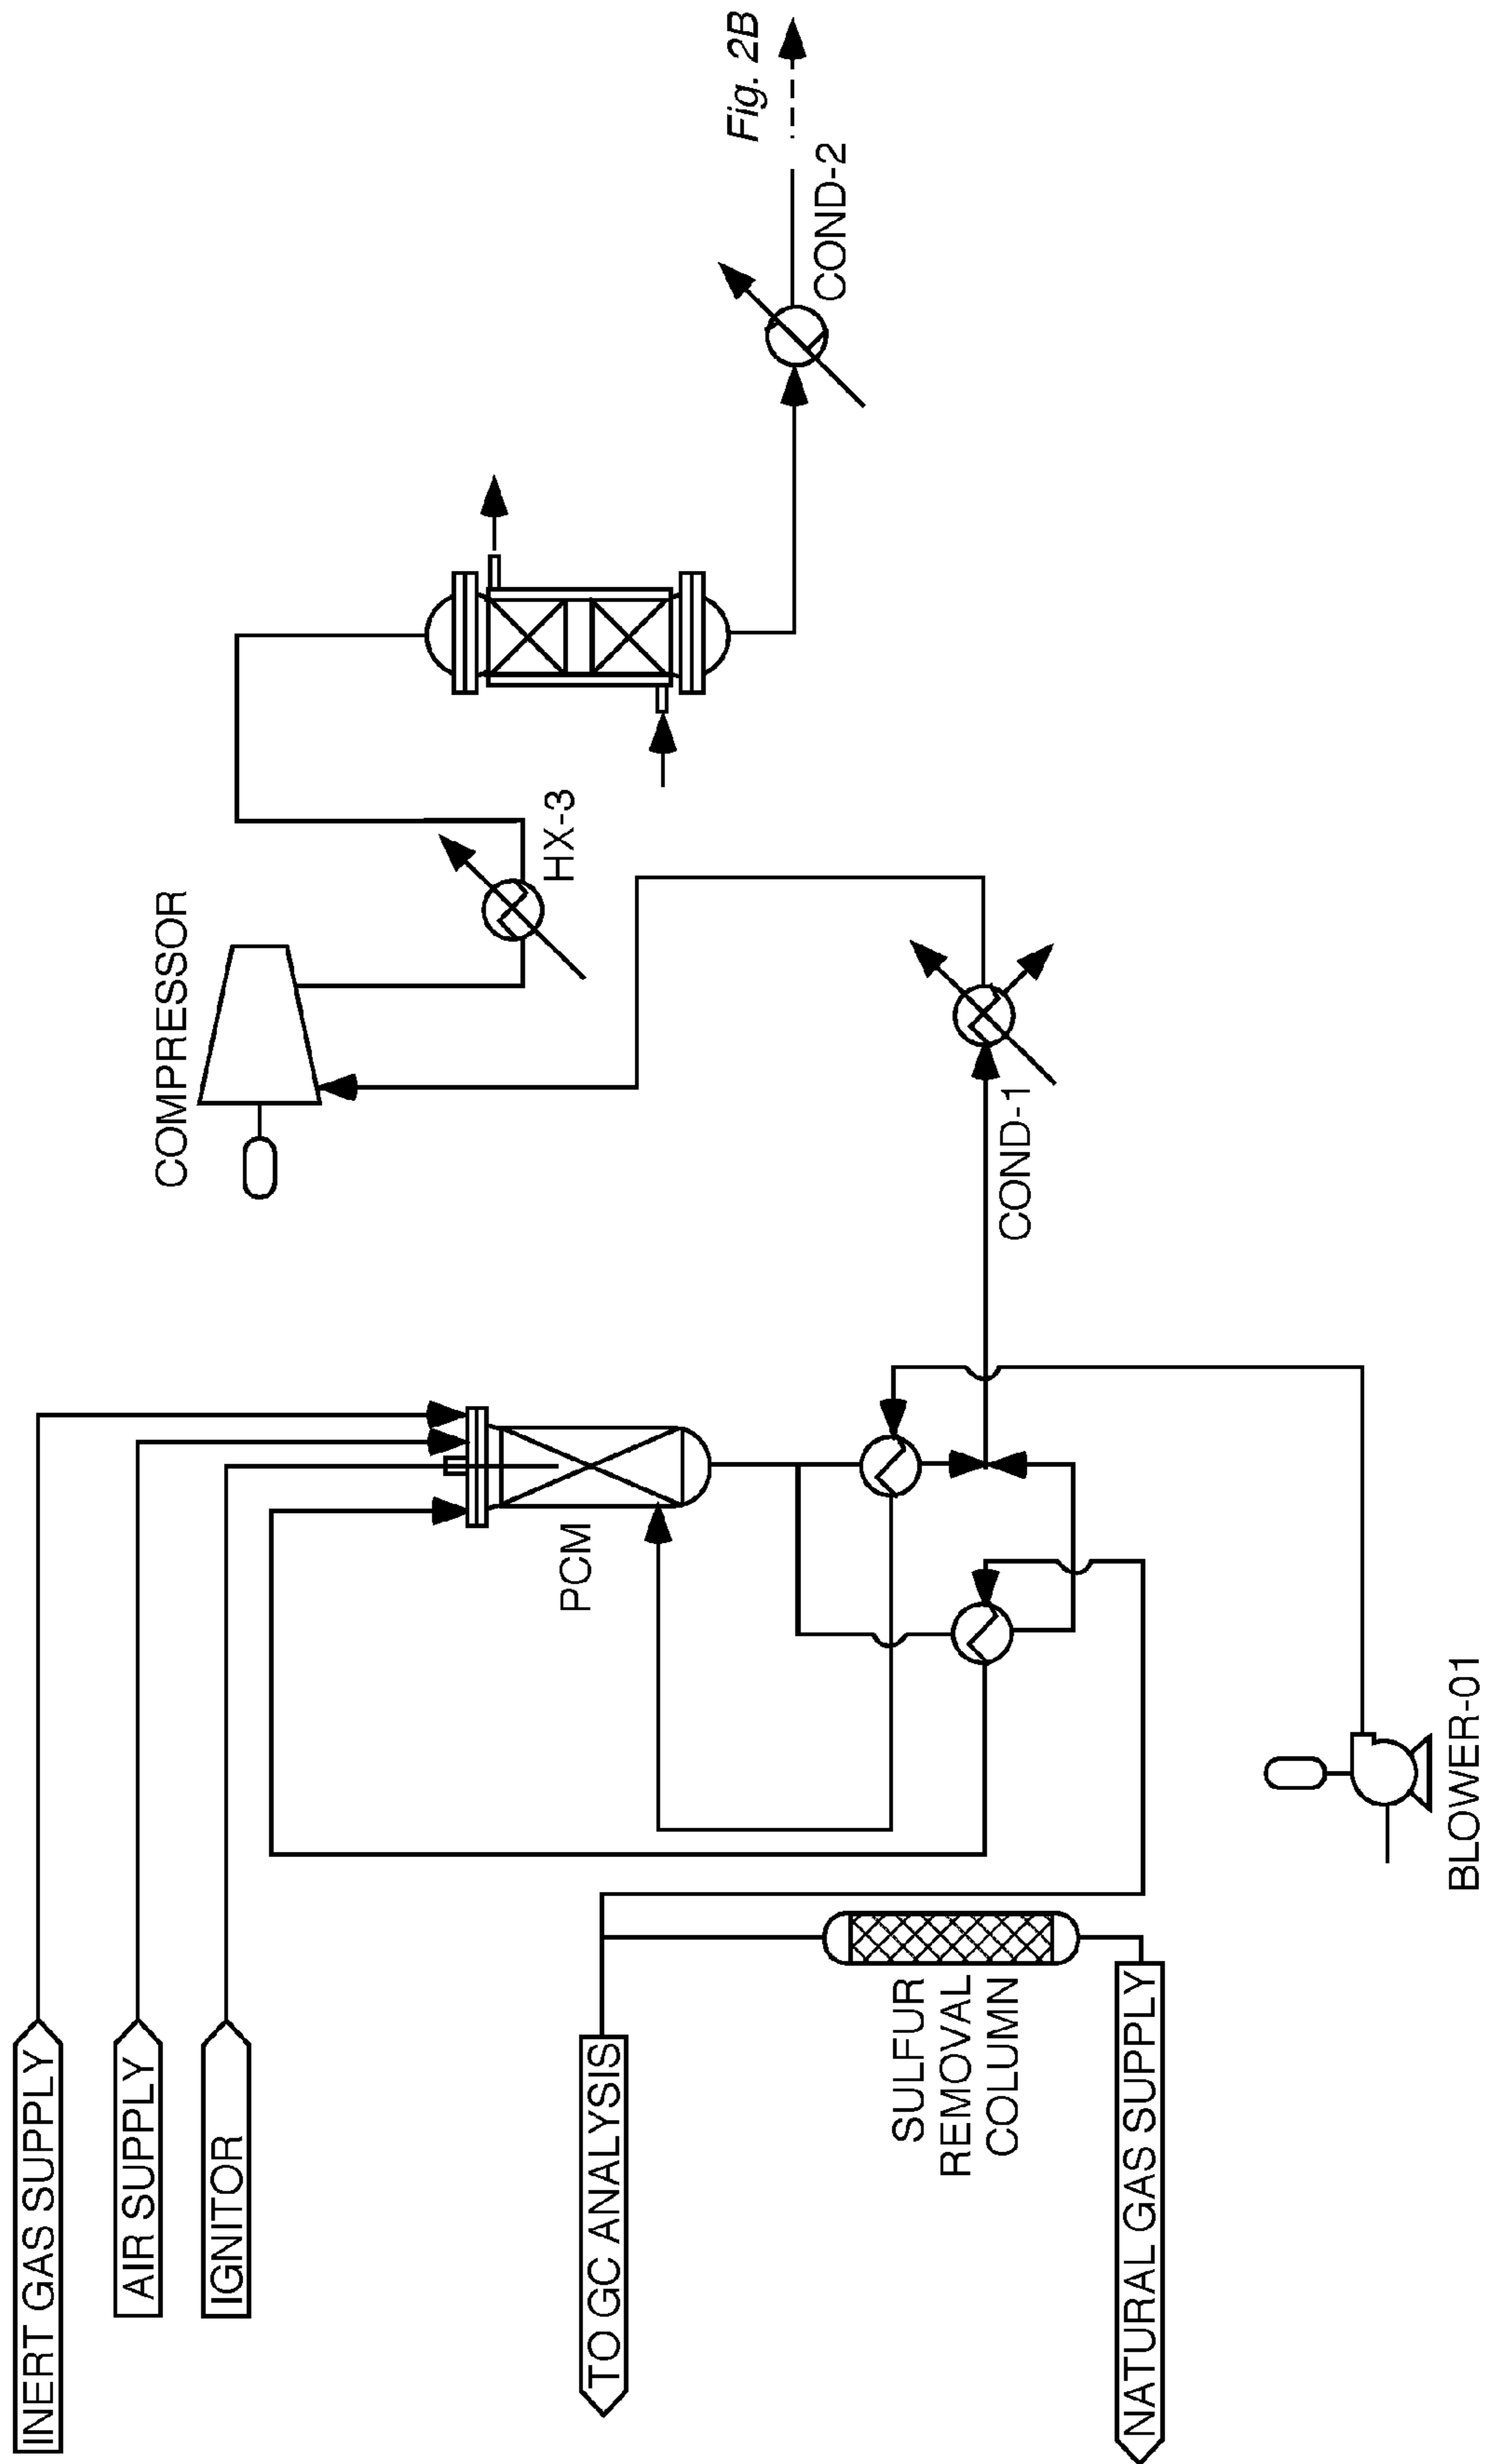 INERT GAS SUPPLY
AIR SUPPLY
IGNITOR
TO GC ANALYSIS
SULFUR
REMOVAL
COLUMN
NATURAL GAS SUPPLY
BLOWER-01
PCM
COND-1
COMPRESSOR
HX-3
COND-2
Fig. 2B